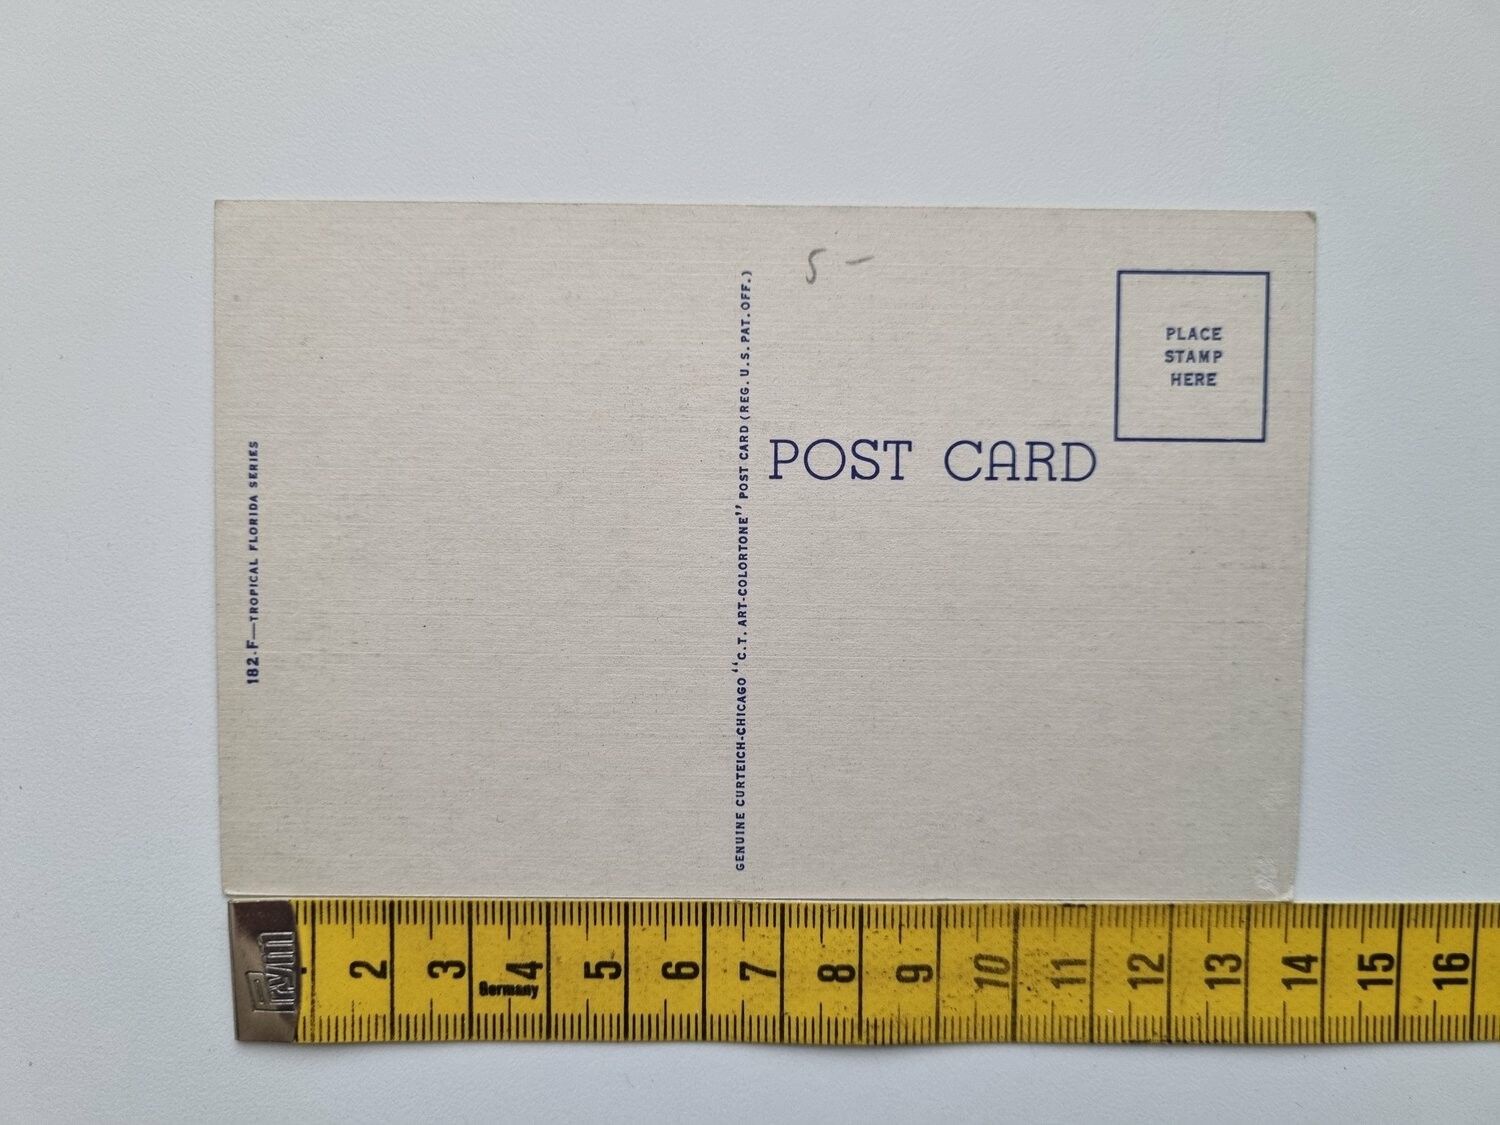 182.F—TROPICAL FLORIDA SERIES
GENUINE CURTEICH-CHICAGO "C.T. ART-COLORTONE" POST CARD (REG. U.S. PAT. OFF.)
5 —
PLACE
STAMP
HERE
POST CARD
Prym
2 3 4 5 6 7 8 9 10 11 12 13 14 15 16
Germany